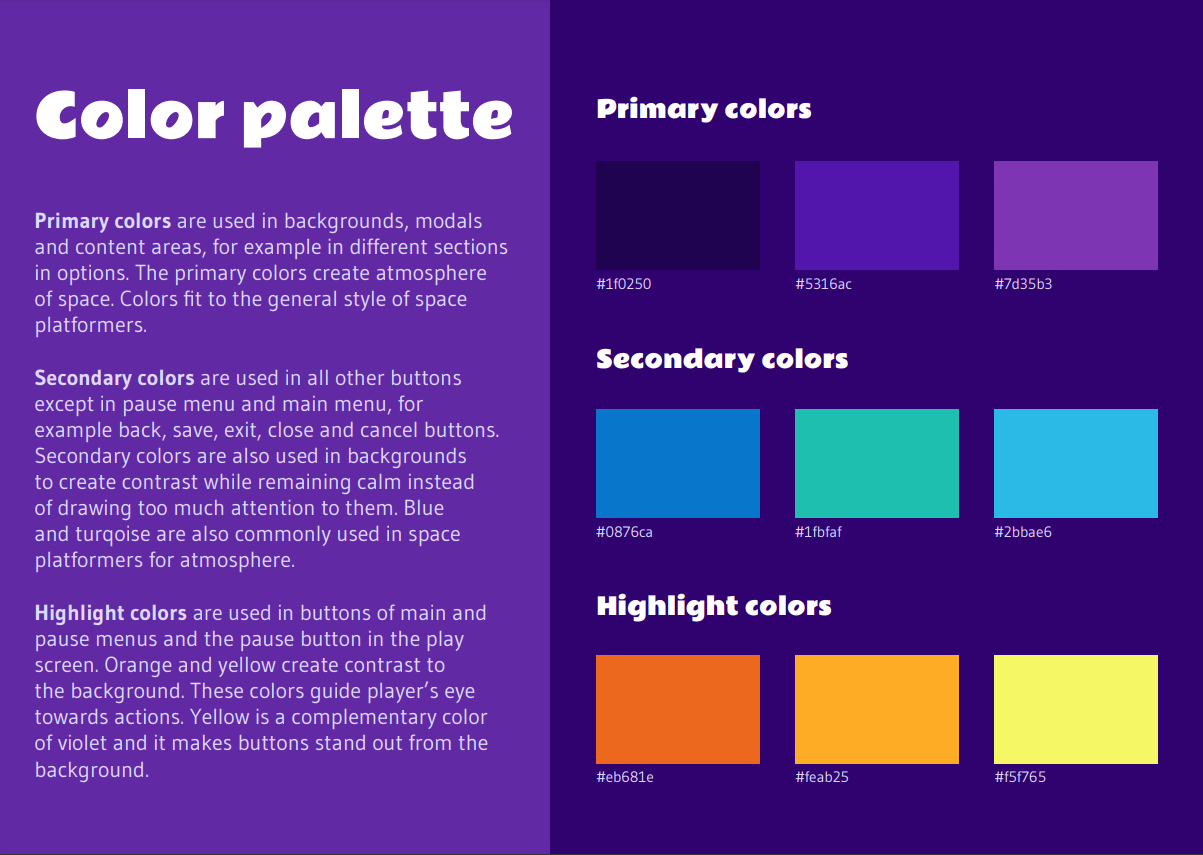 Color palette
Primary colors are used in backgrounds, modals
and content areas, for example in different sections
in options. The primary colors create atmosphere
of space. Colors fit to the general style of space
platformers.
Secondary colors are used in all other buttons
except in pause menu and main menu, for
example back, save, exit, close and cancel buttons.
Secondary colors are also used in backgrounds
to create contrast while remaining calm instead
of drawing too much attention to them. Blue
and turqoise are also commonly used in space
platformers for atmosphere.
Highlight colors are used in buttons of main and
pause menus and the pause button in the play
screen. Orange and yellow create contrast to
the background. These colors guide player’s eye
towards actions. Yellow is a complementary color
of violet and it makes buttons stand out from the
background.
Primary colors
#1f0250 #5316ac #7d35b3
Secondary colors
#0876ca #1fbfaf #2bbae6
Highlight colors
#eb681e #feab25 #f5f765